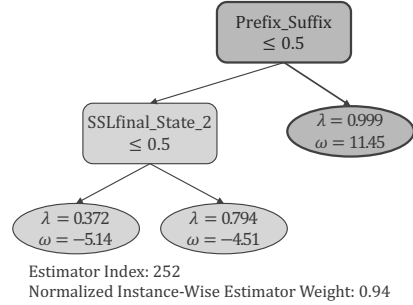 Prefix_Suffix
≤ 0.5
SSLfinal_State_2
≤ 0.5
λ = 0.999
ω = 11.45
λ = 0.372
ω = −5.14
λ = 0.794
ω = −4.51
Estimator Index: 252
Normalized Instance-Wise Estimator Weight: 0.94